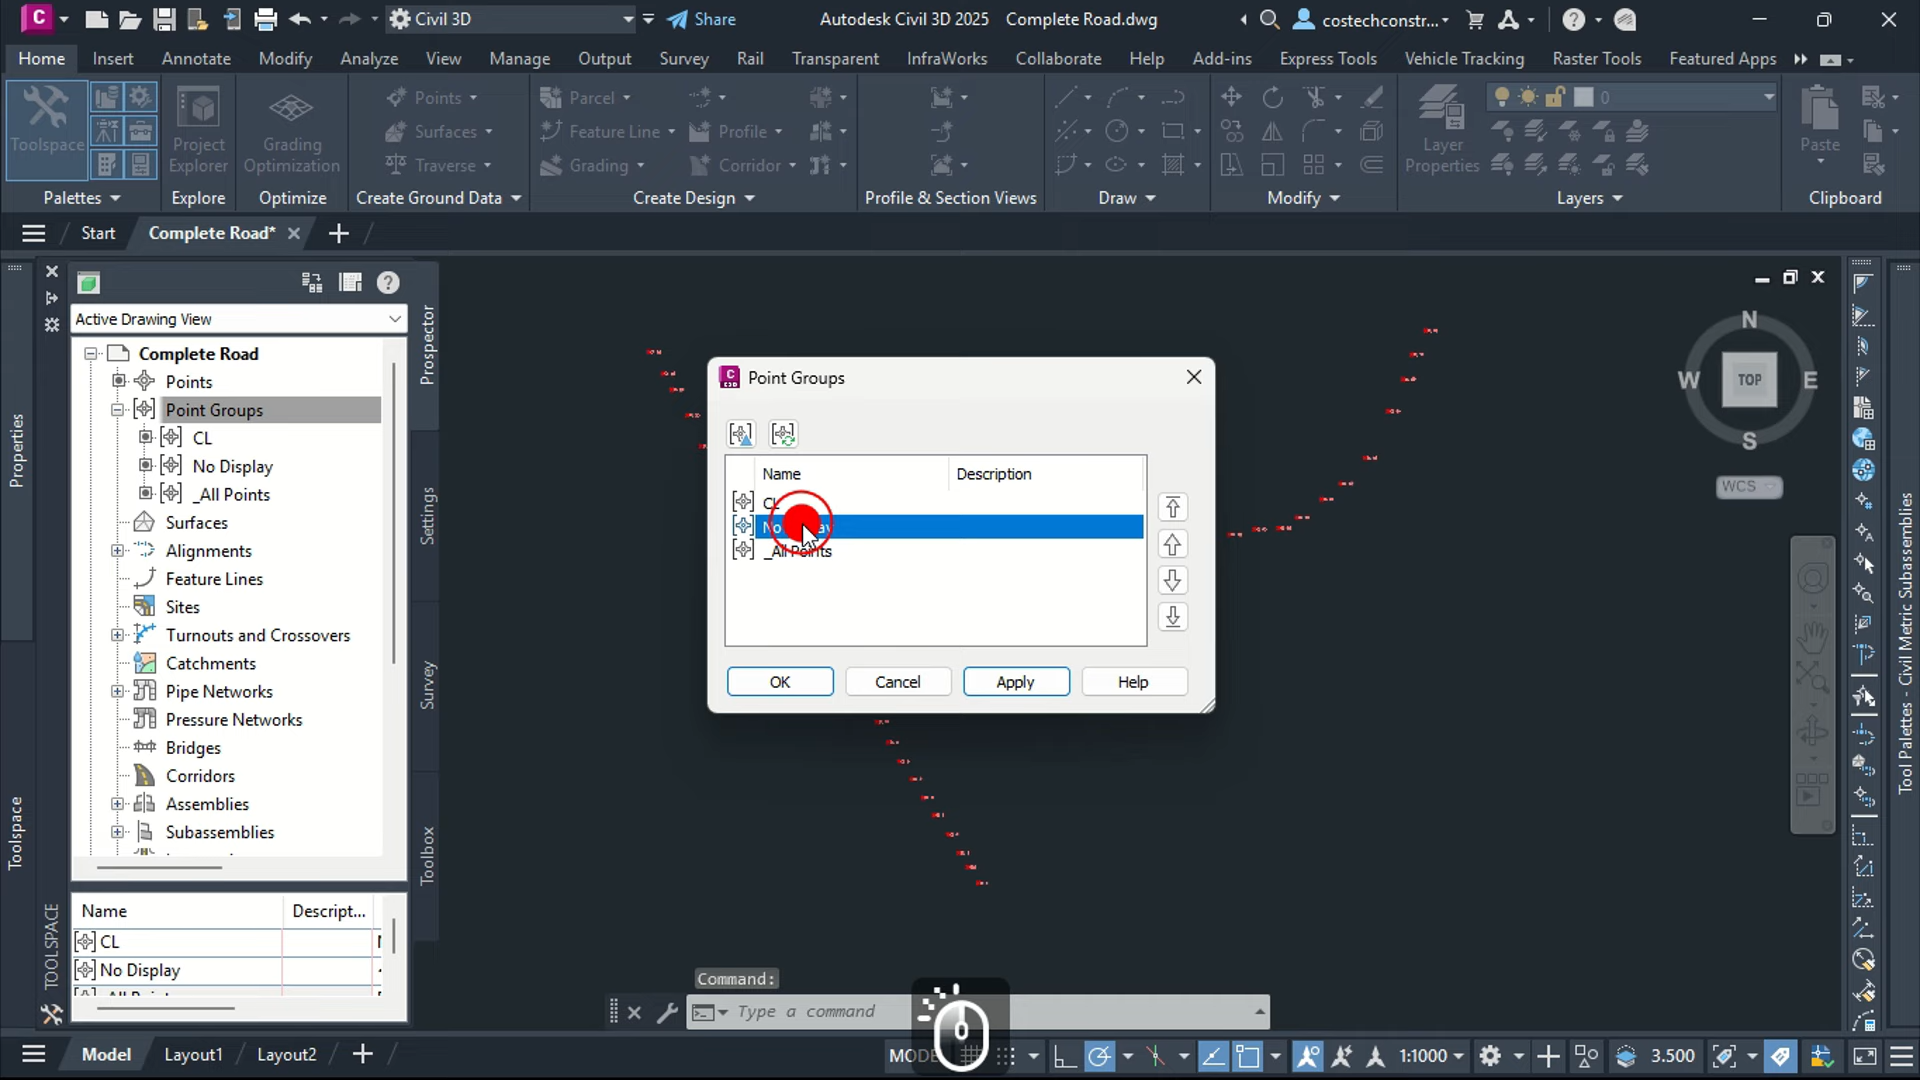 C Civil 3D Share Autodesk Civil 3D 2025 Complete Road.dwg costechconstr...
Home Insert Annotate Modify Analyze View Manage Output Survey Rail Transparent InfraWorks Collaborate Help Add-ins Express Tools Vehicle Tracking Raster Tools Featured Apps
Points Parcel 0
Toolspace Project Explorer Grading Optimization Surfaces Feature Line Profile Layer Properties Paste
Traverse Grading Corridor
Palettes Explore Optimize Create Ground Data Create Design Profile & Section Views Draw Modify Layers Clipboard
Start Complete Road*
Active Drawing View
Complete Road
Points
Point Groups
CL
No Display
_All Points
Surfaces
Alignments
Feature Lines
Sites
Turnouts and Crossovers
Catchments
Pipe Networks
Pressure Networks
Bridges
Corridors
Assemblies
Subassemblies
Name Descript...
CL
No Display
Properties
Toolspace
TOOLSPACE
Prospector
Settings
Survey
Toolbox
Point Groups
Name Description
CL
_All Points
OK Cancel Apply Help
N
W TOP E
S
WCS
Tool Palettes - Civil Metric Subassemblies
Command:
Type a command
Model Layout1 Layout2 1:1000 3.500